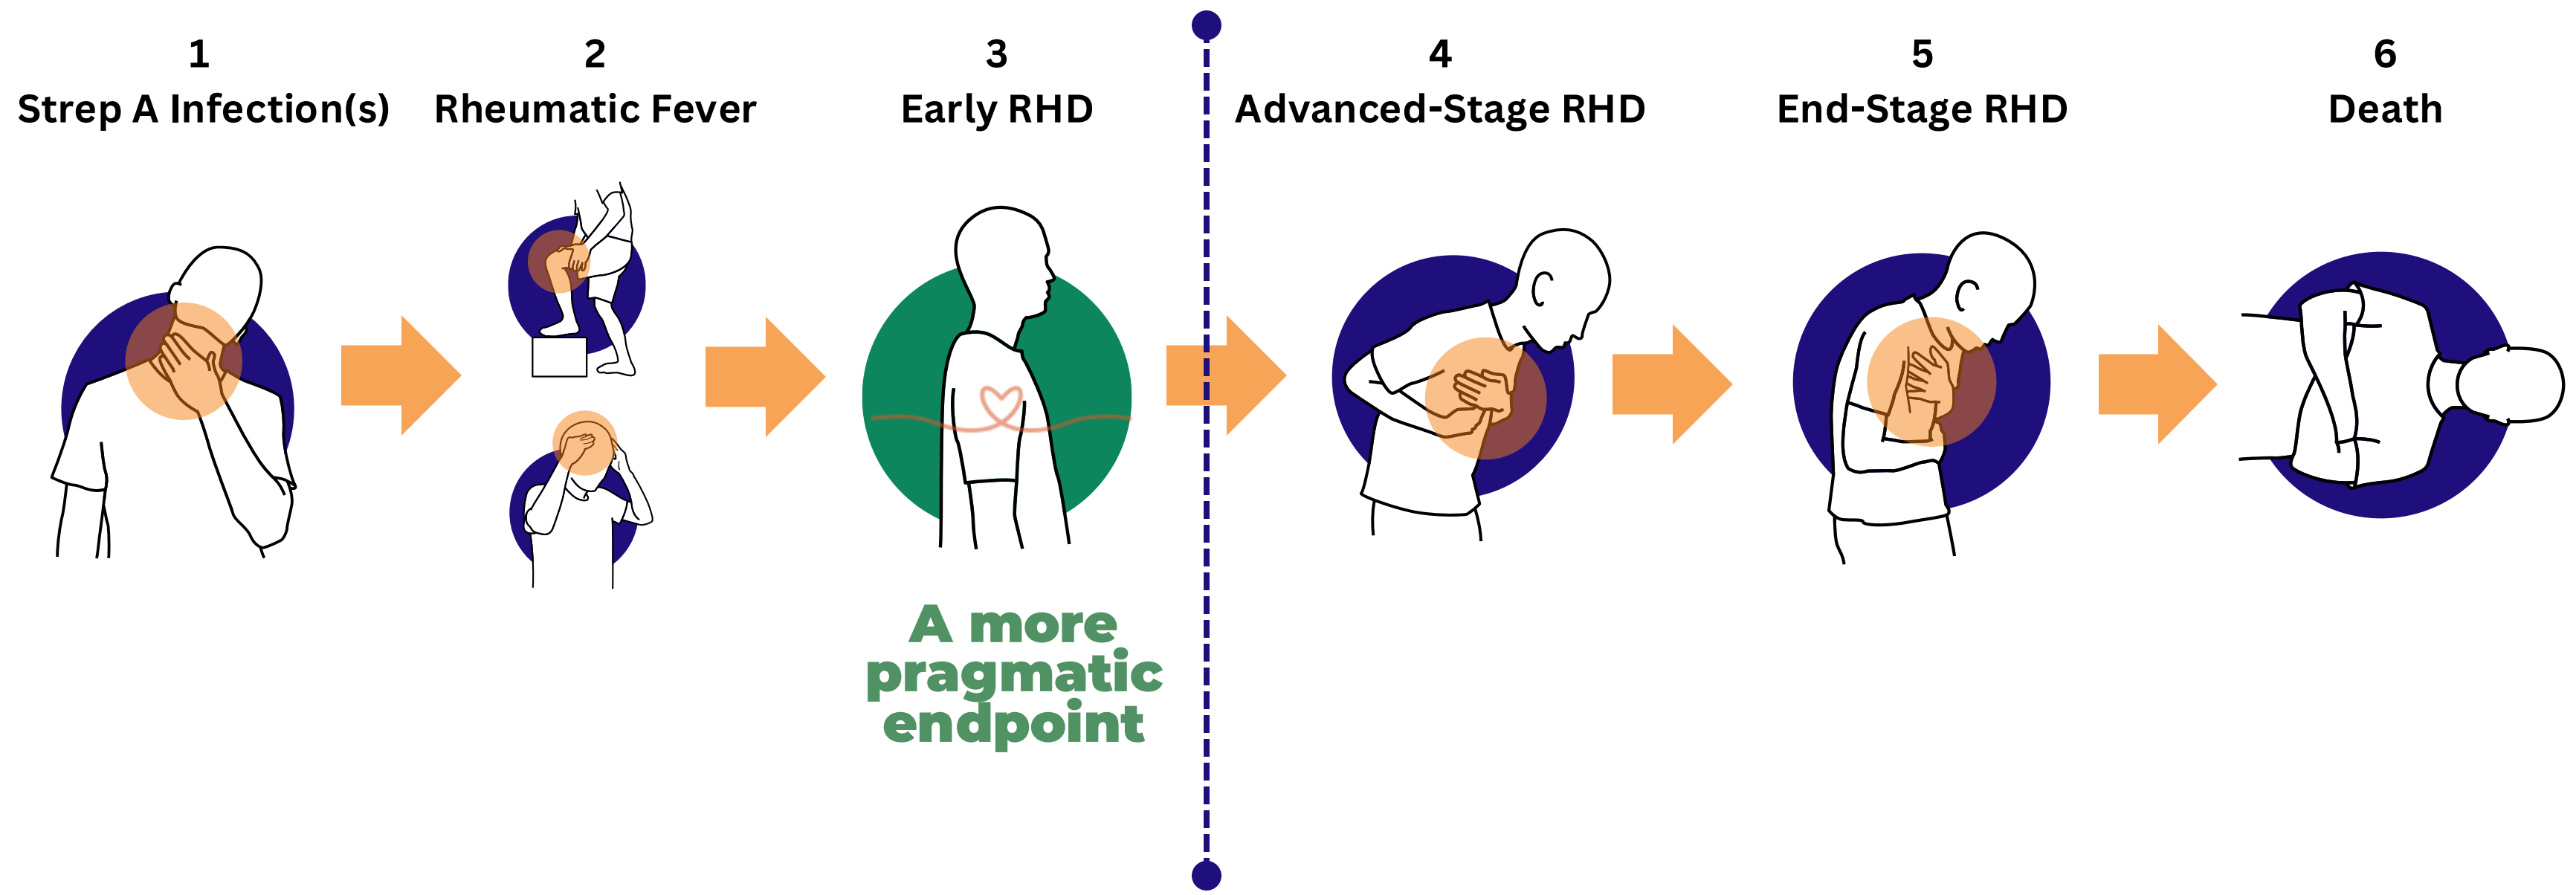 1
Strep A Infection(s)
2
Rheumatic Fever
3
Early RHD
4
Advanced-Stage RHD
5
End-Stage RHD
6
Death
A more
pragmatic
endpoint